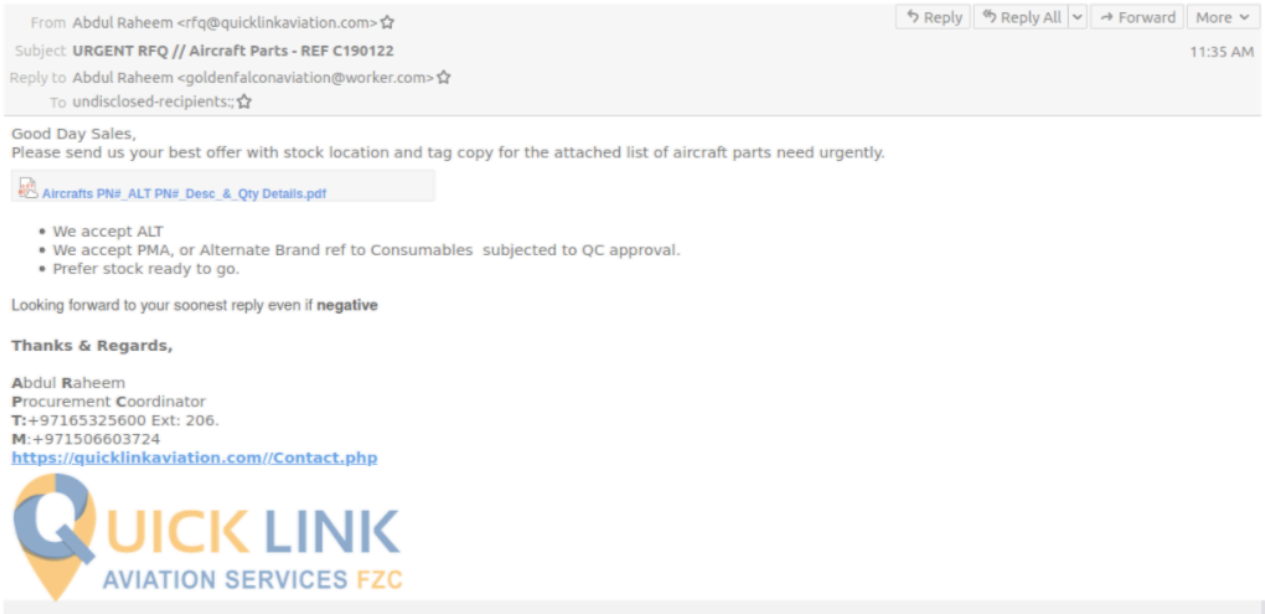 From Abdul Raheem <rfq@quicklinkaviation.com>
Reply Reply All Forward More
Subject URGENT RFQ // Aircraft Parts - REF C190122
11:35 AM
Reply to Abdul Raheem <goldenfalconaviation@worker.com>
To undisclosed-recipients:;
Good Day Sales,
Please send us your best offer with stock location and tag copy for the attached list of aircraft parts need urgently.
Aircrafts PN#_ALT PN#_Desc_&_Qty Details.pdf
• We accept ALT
• We accept PMA, or Alternate Brand ref to Consumables subjected to QC approval.
• Prefer stock ready to go.
Looking forward to your soonest reply even if negative
Thanks & Regards,
Abdul Raheem
Procurement Coordinator
T:+97165325600 Ext: 206.
M:+971506603724
https://quicklinkaviation.com//Contact.php
QUICK LINK
AVIATION SERVICES FZC